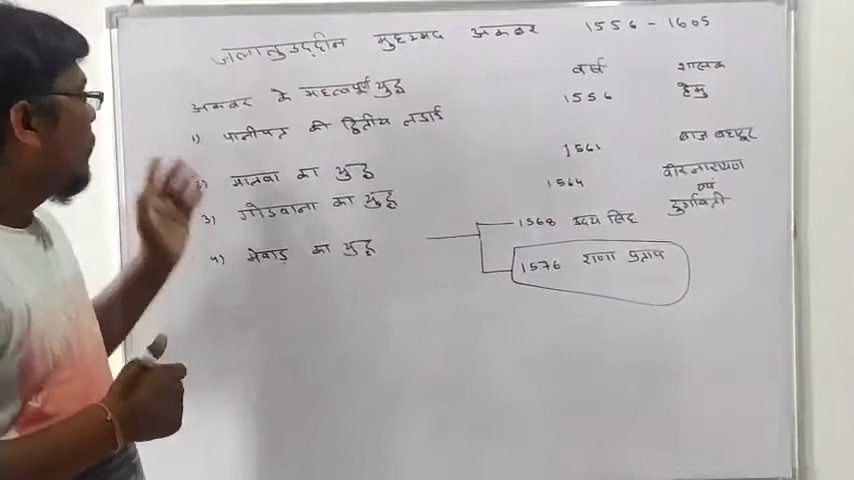 जलालुदद्दीन मुहम्मद अकबर 1556 - 1605
अकबर के महत्वपूर्ण युद्ध वर्ष शासक
1) पानीपत की द्वितीय लडाई 1556 हेमु
2) मालवा का युद्ध 1561 बाज बहादूर
3) गोडवाना का युद्ध 1564 वीरनारायण
एवं
दुर्गावती
4) मेवाड़ का युद्ध 1568 उदय सिंह
1576 राणा प्रताप